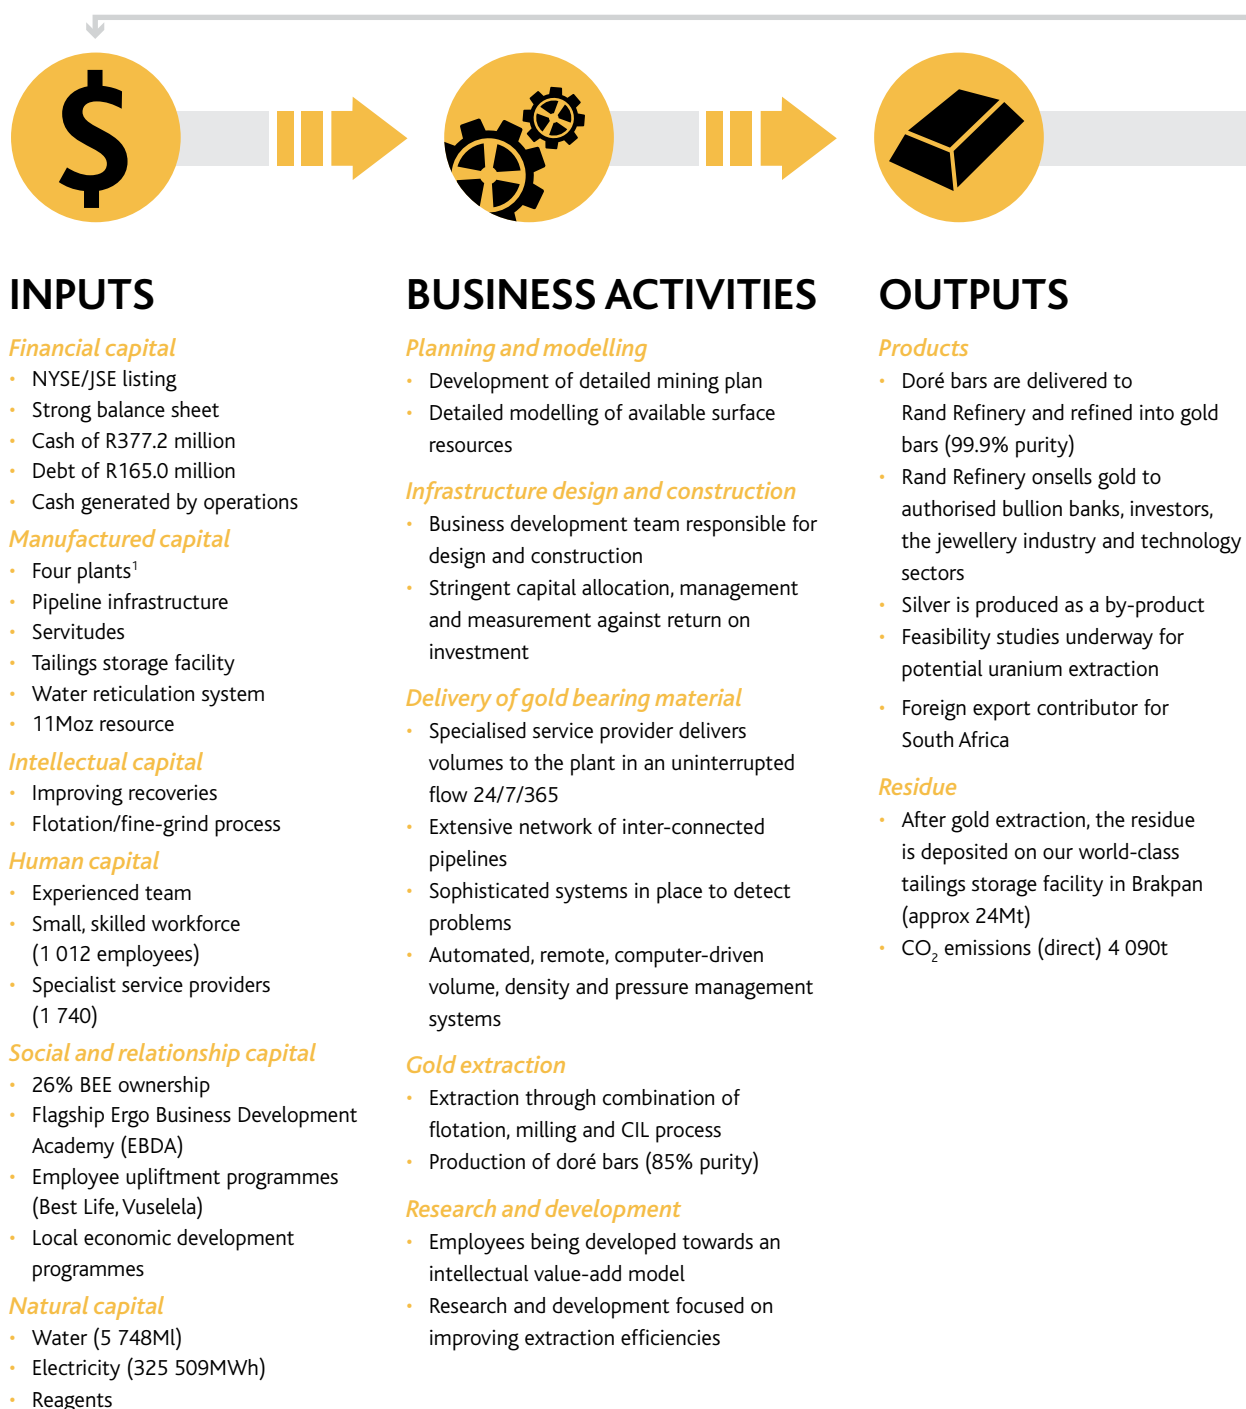 INPUTS
Financial capital
• NYSE/JSE listing
• Strong balance sheet
• Cash of R377.2 million
• Debt of R165.0 million
• Cash generated by operations
Manufactured capital
• Four plants1
• Pipeline infrastructure
• Servitudes
• Tailings storage facility
• Water reticulation system
• 11Moz resource
Intellectual capital
• Improving recoveries
• Flotation/fine-grind process
Human capital
• Experienced team
• Small, skilled workforce
(1 012 employees)
• Specialist service providers
(1 740)
Social and relationship capital
• 26% BEE ownership
• Flagship Ergo Business Development
Academy (EBDA)
• Employee upliftment programmes
(Best Life, Vuselela)
• Local economic development
programmes
Natural capital
• Water (5 748Ml)
• Electricity (325 509MWh)
• Reagents
BUSINESS ACTIVITIES
Planning and modelling
• Development of detailed mining plan
• Detailed modelling of available surface
resources
Infrastructure design and construction
• Business development team responsible for
design and construction
• Stringent capital allocation, management
and measurement against return on
investment
Delivery of gold bearing material
• Specialised service provider delivers
volumes to the plant in an uninterrupted
flow 24/7/365
• Extensive network of inter-connected
pipelines
• Sophisticated systems in place to detect
problems
• Automated, remote, computer-driven
volume, density and pressure management
systems
Gold extraction
• Extraction through combination of
flotation, milling and CIL process
• Production of doré bars (85% purity)
Research and development
• Employees being developed towards an
intellectual value-add model
• Research and development focused on
improving extraction efficiencies
OUTPUTS
Products
• Doré bars are delivered to
Rand Refinery and refined into gold
bars (99.9% purity)
• Rand Refinery onsells gold to
authorised bullion banks, investors,
the jewellery industry and technology
sectors
• Silver is produced as a by-product
• Feasibility studies underway for
potential uranium extraction
• Foreign export contributor for
South Africa
Residue
• After gold extraction, the residue
is deposited on our world-class
tailings storage facility in Brakpan
(approx 24Mt)
• CO2 emissions (direct) 4 090t